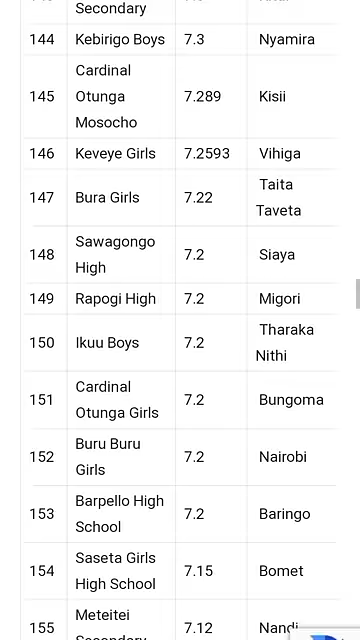 Secondary
144 Kebirigo Boys 7.3 Nyamira
Cardinal
145 Otunga 7.289 Kisii
Mosocho
146 Keveye Girls 7.2593 Vihiga
147 Bura Girls 7.22 Taita
Taveta
148 Sawagongo 7.2 Siaya
High
149 Rapogi High 7.2 Migori
150 Ikuu Boys 7.2 Tharaka
Nithi
151 Cardinal 7.2 Bungoma
Otunga Girls
152 Buru Buru 7.2 Nairobi
Girls
153 Barpello High 7.2 Baringo
School
154 Saseta Girls 7.15 Bomet
High School
155 Meteitei 7.12 Nandi